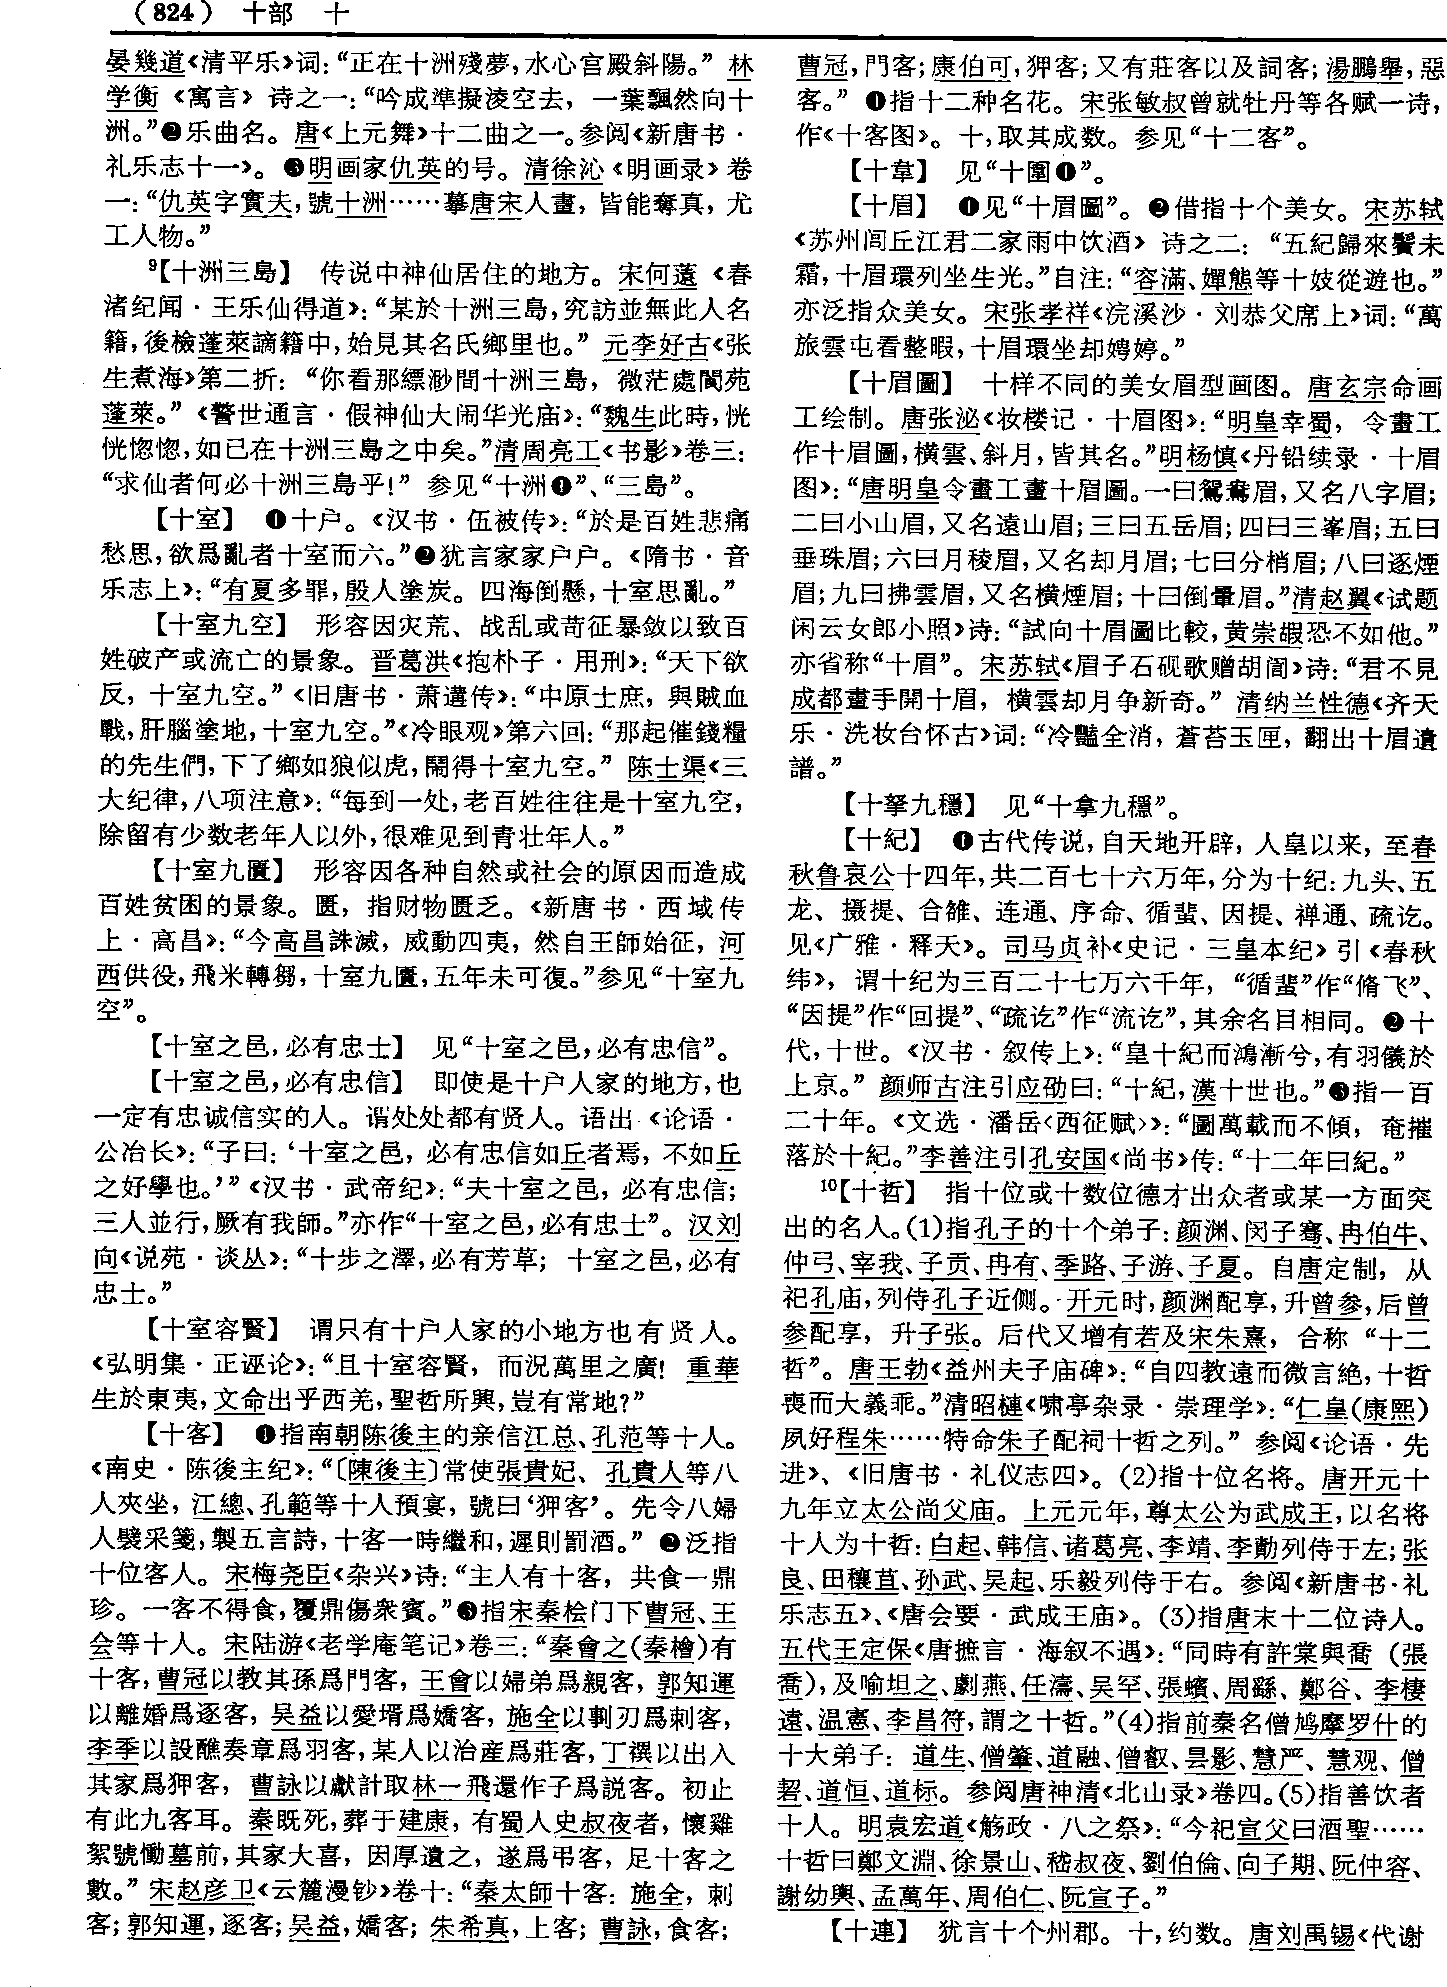 （824） 十部 十
晏幾道《清平乐》词：“正在十洲殘夢，水心宫殿斜陽。” 林
学衡《寓言》诗之一：“吟成準擬淩空去，一葉飄然向十
洲。”❷乐曲名。唐《上元舞》十二曲之一。参阅《新唐书·
礼乐志十一》。❸明画家仇英的号。清徐沁《明画录》卷
一：“仇英字實夫，號十洲……摹唐宋人畫，皆能奪真，尤
工人物。”
⁹【十洲三島】 传说中神仙居住的地方。宋何薳《春
渚纪闻·王乐仙得道》：“某於十洲三島，究訪並無此人名
籍，後檢蓬萊謫籍中，始見其名氏鄉里也。” 元李好古《张
生煮海》第二折：“你看那縹渺間十洲三島，微茫處閬苑
蓬萊。”《警世通言·假神仙大闹华光庙》：“魏生此時，恍
恍惚惚，如已在十洲三島之中矣。”清周亮工《书影》卷三：
“求仙者何必十洲三島乎！” 参见“十洲❶”、“三島”。
【十室】 ❶十户。《汉书·伍被传》：“於是百姓悲痛
愁思，欲爲亂者十室而六。”❷犹言家家户户。《隋书·音
乐志上》：“有夏多罪，殷人塗炭。四海倒懸，十室思亂。”
【十室九空】 形容因灾荒、战乱或苛征暴敛以致百
姓破产或流亡的景象。晋葛洪《抱朴子·用刑》：“天下欲
反，十室九空。”《旧唐书·萧遘传》：“中原士庶，與賊血
戰，肝腦塗地，十室九空。”《冷眼观》第六回：“那起催錢糧
的先生們，下了鄉如狼似虎，鬧得十室九空。” 陈士渠《三
大纪律，八项注意》：“每到一处，老百姓往往是十室九空，
除留有少数老年人以外，很难见到青壮年人。”
【十室九匱】 形容因各种自然或社会的原因而造成
百姓贫困的景象。匱，指财物匮乏。《新唐书·西域传
上·高昌》：“今高昌誅滅，威動四夷，然自王師始征，河
西供役，飛米轉芻，十室九匱，五年未可復。”参见“十室九
空”。
【十室之邑，必有忠士】 见“十室之邑，必有忠信”。
【十室之邑，必有忠信】 即使是十户人家的地方，也
一定有忠诚信实的人。谓处处都有贤人。语出《论语·
公冶长》：“子曰：‘十室之邑，必有忠信如丘者焉，不如丘
之好學也。’”《汉书·武帝纪》：“夫十室之邑，必有忠信；
三人並行，厥有我師。”亦作“十室之邑，必有忠士”。汉刘
向《说苑·谈丛》：“十步之澤，必有芳草；十室之邑，必有
忠士。”
【十室容賢】 谓只有十户人家的小地方也有贤人。
《弘明集·正诬论》：“且十室容賢，而況萬里之廣！重華
生於東夷，文命出乎西羌，聖哲所興，豈有常地？”
【十客】 ❶指南朝陈後主的亲信江总、孔范等十人。
《南史·陈後主纪》：“〔陳後主〕常使張貴妃、孔貴人等八
人夾坐，江總、孔範等十人預宴，號曰‘狎客’。先令八婦
人襞采箋，製五言詩，十客一時繼和，遲則罰酒。” ❷泛指
十位客人。宋梅尧臣《杂兴》诗：“主人有十客，共食一鼎
珍。一客不得食，覆鼎傷衆賓。”❸指宋秦桧门下曹冠、王
会等十人。宋陆游《老学庵笔记》卷三：“秦會之（秦檜）有
十客，曹冠以教其孫爲門客，王會以婦弟爲親客，郭知運
以離婚爲逐客，吴益以愛壻爲嬌客，施全以剚刃爲刺客，
李季以設醮奏章爲羽客，某人以治産爲莊客，丁禩以出入
其家爲狎客，曹詠以獻計取林一飛還作子爲説客。初止
有此九客耳。秦既死，葬于建康，有蜀人史叔夜者，懷雞
絮號慟墓前，其家大喜，因厚遺之，遂爲弔客，足十客之
數。” 宋赵彦卫《云麓漫钞》卷十：“秦太師十客：施全，刺
客；郭知運，逐客；吴益，嬌客；朱希真，上客；曹詠，食客；
曹冠，門客；康伯可，狎客；又有莊客以及詞客；湯鵬舉，惡
客。” ❹指十二种名花。宋张敏叔曾就牡丹等各赋一诗，
作《十客图》。十，取其成数。参见“十二客”。
【十韋】 见“十圍❶”。
【十眉】 ❶见“十眉圖”。❷借指十个美女。宋苏轼
《苏州闾丘江君二家雨中饮酒》诗之二：“五紀歸來鬢未
霜，十眉環列坐生光。”自注：“容滿、嬋態等十妓從遊也。”
亦泛指众美女。宋张孝祥《浣溪沙·刘恭父席上》词：“萬
旅雲屯看整暇，十眉環坐却娉婷。”
【十眉圖】 十样不同的美女眉型画图。唐玄宗命画
工绘制。唐张泌《妆楼记·十眉图》：“明皇幸蜀，令畫工
作十眉圖，橫雲、斜月，皆其名。”明杨慎《丹铅续录·十眉
图》：“唐明皇令畫工畫十眉圖。一曰鴛鴦眉，又名八字眉；
二曰小山眉，又名遠山眉；三曰五岳眉；四曰三峯眉；五曰
垂珠眉；六曰月稜眉，又名却月眉；七曰分梢眉；八曰逐煙
眉；九曰拂雲眉，又名横煙眉；十曰倒暈眉。”清赵翼《试题
闲云女郎小照》诗：“試向十眉圖比較，黄崇嘏恐不如他。”
亦省称“十眉”。宋苏轼《眉子石砚歌赠胡訚》诗：“君不見
成都畫手開十眉，橫雲却月争新奇。” 清纳兰性德《齐天
乐·洗妆台怀古》词：“冷豔全消，蒼苔玉匣，翻出十眉遺
譜。”
【十拏九穩】 见“十拿九穩”。
【十紀】 ❶古代传说，自天地开辟，人皇以来，至春
秋鲁哀公十四年，共二百七十六万年，分为十纪：九头、五
龙、摄提、合雒、连通、序命、循蜚、因提、禅通、疏讫。
见《广雅·释天》。司马贞补《史记·三皇本纪》引《春秋
纬》，谓十纪为三百二十七万六千年，“循蜚”作“脩飞”、
“因提”作“回提”、“疏讫”作“流讫”，其余名目相同。❷十
代，十世。《汉书·叙传上》：“皇十紀而鴻漸兮，有羽儀於
上京。” 颜师古注引应劭曰：“十紀，漢十世也。”❸指一百
二十年。《文选·潘岳〈西征赋〉》：“圖萬載而不傾，奄摧
落於十紀。”李善注引孔安国《尚书》传：“十二年曰紀。”
¹⁰【十哲】 指十位或十数位德才出众者或某一方面突
出的名人。(1)指孔子的十个弟子：颜渊、闵子骞、冉伯牛、
仲弓、宰我、子贡、冉有、季路、子游、子夏。自唐定制，从
祀孔庙，列侍孔子近侧。开元时，颜渊配享，升曾参，后曾
参配享，升子张。后代又增有若及宋朱熹，合称“十二
哲”。唐王勃《益州夫子庙碑》：“自四教遠而微言絶，十哲
喪而大義乖。”清昭槤《啸亭杂录·崇理学》：“仁皇（康熙）
夙好程朱……特命朱子配祠十哲之列。” 参阅《论语·先
进》、《旧唐书·礼仪志四》。(2)指十位名将。唐开元十
九年立太公尚父庙。上元元年，尊太公为武成王，以名将
十人为十哲：白起、韩信、诸葛亮、李靖、李勣列侍于左；张
良、田穰苴、孙武、吴起、乐毅列侍于右。参阅《新唐书·礼
乐志五》、《唐会要·武成王庙》。(3)指唐末十二位诗人。
五代王定保《唐摭言·海叙不遇》：“同時有許棠與喬（張
喬），及喻坦之、劇燕、任濤、吴罕、張蠙、周繇、鄭谷、李棲
遠、温憲、李昌符，謂之十哲。”(4)指前秦名僧鸠摩罗什的
十大弟子：道生、僧肇、道融、僧叡、昙影、慧严、慧观、僧
䂮、道恒、道标。参阅唐神清《北山录》卷四。(5)指善饮者
十人。明袁宏道《觞政·八之祭》：“今祀宣父曰酒聖……
十哲曰鄭文淵、徐景山、嵇叔夜、劉伯倫、向子期、阮仲容、
謝幼輿、孟萬年、周伯仁、阮宣子。”
【十連】 犹言十个州郡。十，约数。唐刘禹锡《代谢